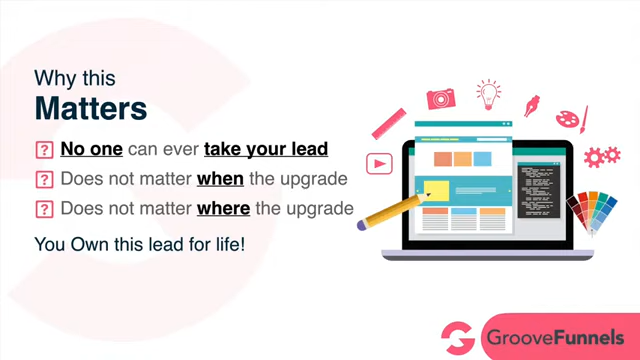 Why this
Matters
No one can ever take your lead
Does not matter when the upgrade
Does not matter where the upgrade
You Own this lead for life!
GrooveFunnels